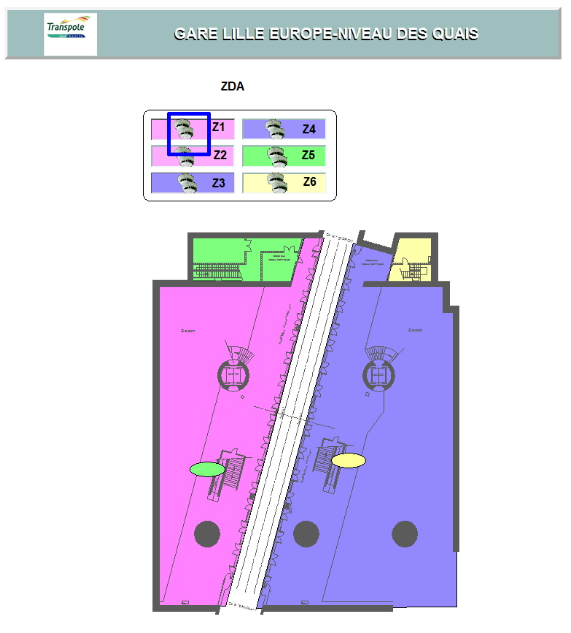 Transpole
GARE LILLE EUROPE-NIVEAU DES QUAIS
ZDA
Z1
Z4
Z2
Z5
Z3
Z6